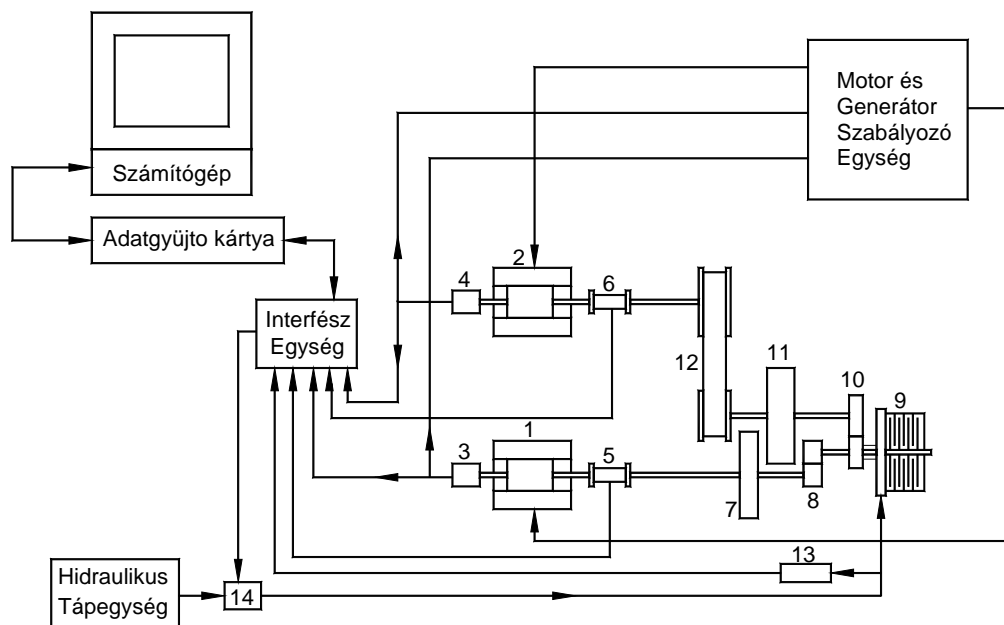 Motor és
Generátor
Szabályozó
Egység
Számítógép
Adatgyüjto kártya
2
4
6
Interfész
Egység
12
11
10
9
1
3
5
7
8
13
Hidraulikus
Tápegység
14